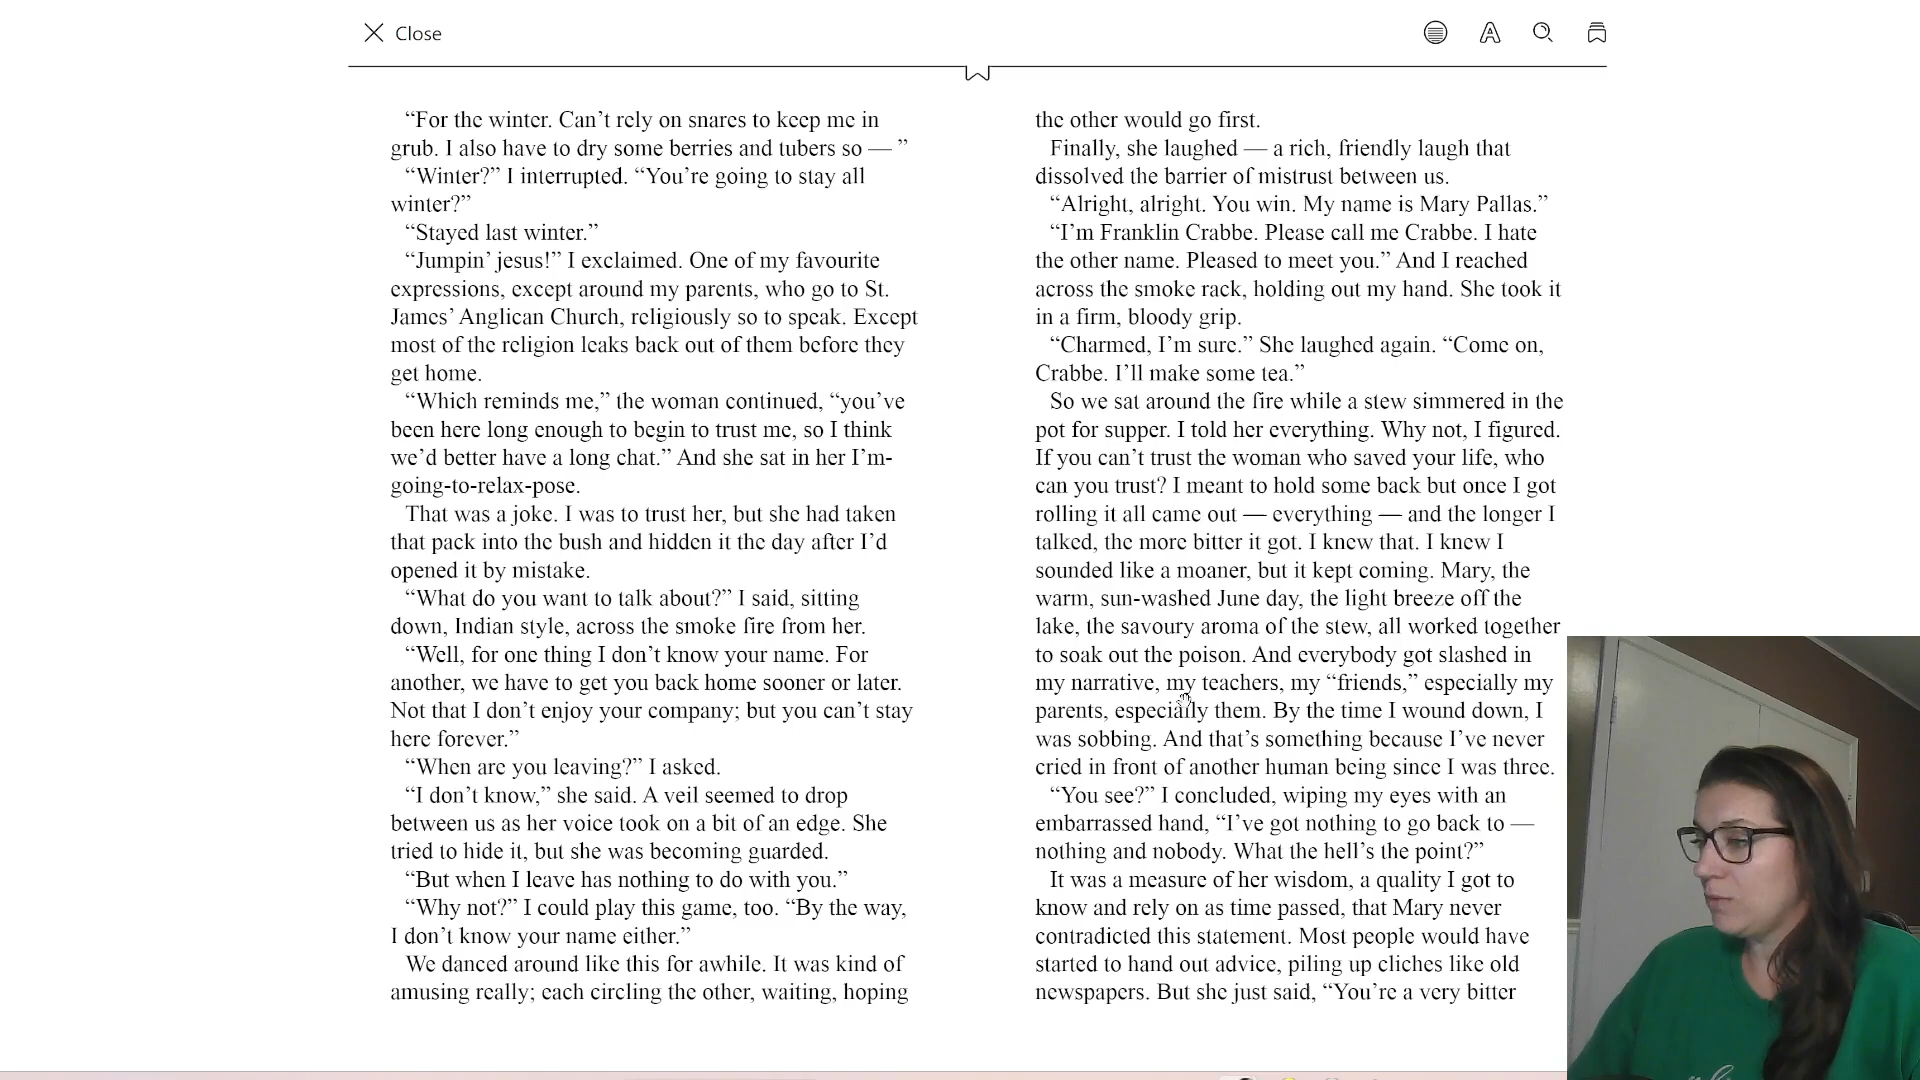 Close
“For the winter. Can’t rely on snares to keep me in
grub. I also have to dry some berries and tubers so — ”
“Winter?” I interrupted. “You’re going to stay all
winter?”
“Stayed last winter.”
“Jumpin’ jesus!” I exclaimed. One of my favourite
expressions, except around my parents, who go to St.
James’ Anglican Church, religiously so to speak. Except
most of the religion leaks back out of them before they
get home.
“Which reminds me,” the woman continued, “you’ve
been here long enough to begin to trust me, so I think
we’d better have a long chat.” And she sat in her I’m-
going-to-relax-pose.
That was a joke. I was to trust her, but she had taken
that pack into the bush and hidden it the day after I’d
opened it by mistake.
“What do you want to talk about?” I said, sitting
down, Indian style, across the smoke fire from her.
“Well, for one thing I don’t know your name. For
another, we have to get you back home sooner or later.
Not that I don’t enjoy your company; but you can’t stay
here forever.”
“When are you leaving?” I asked.
“I don’t know,” she said. A veil seemed to drop
between us as her voice took on a bit of an edge. She
tried to hide it, but she was becoming guarded.
“But when I leave has nothing to do with you.”
“Why not?” I could play this game, too. “By the way,
I don’t know your name either.”
We danced around like this for awhile. It was kind of
amusing really; each circling the other, waiting, hoping
the other would go first.
Finally, she laughed — a rich, friendly laugh that
dissolved the barrier of mistrust between us.
“Alright, alright. You win. My name is Mary Pallas.”
“I’m Franklin Crabbe. Please call me Crabbe. I hate
the other name. Pleased to meet you.” And I reached
across the smoke rack, holding out my hand. She took it
in a firm, bloody grip.
“Charmed, I’m sure.” She laughed again. “Come on,
Crabbe. I’ll make some tea.”
So we sat around the fire while a stew simmered in the
pot for supper. I told her everything. Why not, I figured.
If you can’t trust the woman who saved your life, who
can you trust? I meant to hold some back but once I got
rolling it all came out — everything — and the longer I
talked, the more bitter it got. I knew that. I knew I
sounded like a moaner, but it kept coming. Mary, the
warm, sun-washed June day, the light breeze off the
lake, the savoury aroma of the stew, all worked together
to soak out the poison. And everybody got slashed in
my narrative, my teachers, my “friends,” especially my
parents, especially them. By the time I wound down, I
was sobbing. And that’s something because I’ve never
cried in front of another human being since I was three.
“You see?” I concluded, wiping my eyes with an
embarrassed hand, “I’ve got nothing to go back to —
nothing and nobody. What the hell’s the point?”
It was a measure of her wisdom, a quality I got to
know and rely on as time passed, that Mary never
contradicted this statement. Most people would have
started to hand out advice, piling up cliches like old
newspapers. But she just said, “You’re a very bitter